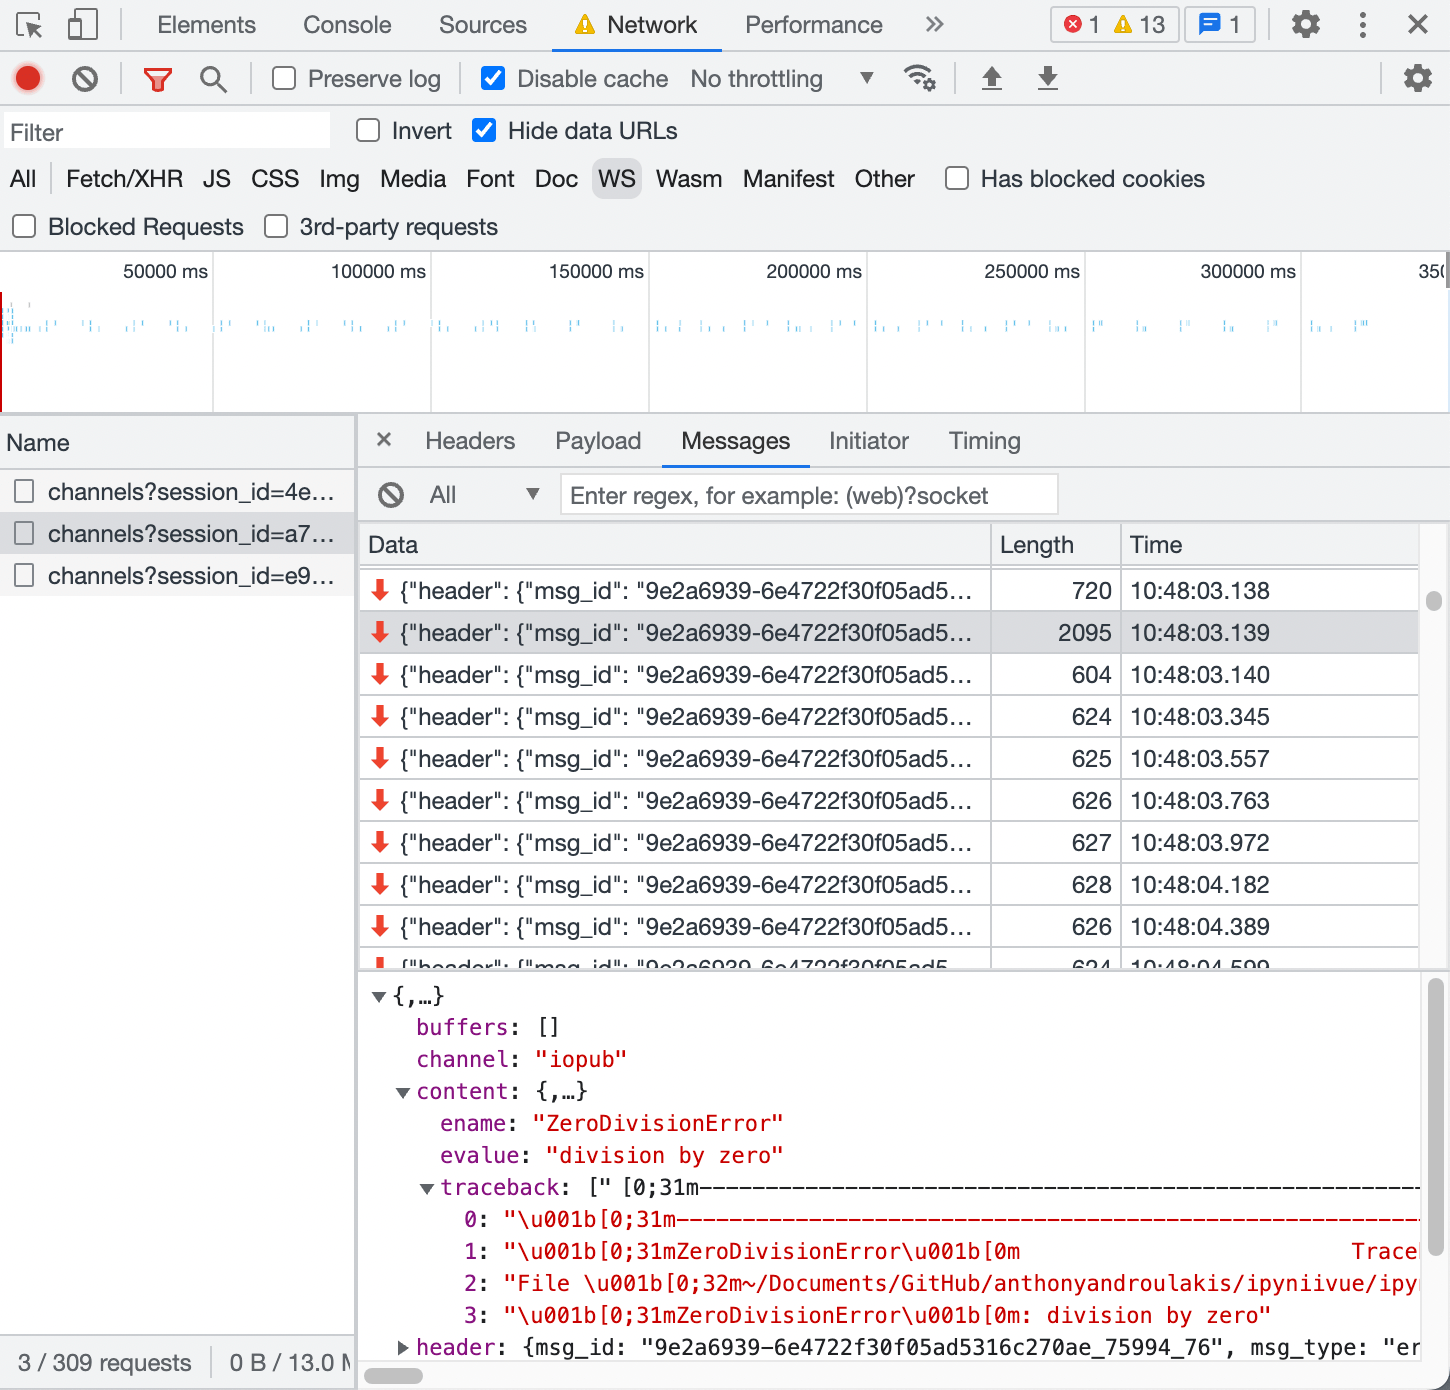 Elements Console Sources Network Performance 1 13 1
Preserve log Disable cache No throttling
Filter Invert Hide data URLs
All Fetch/XHR JS CSS Img Media Font Doc WS Wasm Manifest Other Has blocked cookies
Blocked Requests 3rd-party requests
50000 ms 100000 ms 150000 ms 200000 ms 250000 ms 300000 ms
Name
channels?session_id=4e…
channels?session_id=a7…
channels?session_id=e9…
3 / 309 requests 0 B / 13.0
× Headers Payload Messages Initiator Timing
All Enter regex, for example: (web)?socket
Data Length Time
{"header": {"msg_id": "9e2a6939-6e4722f30f05ad5… 720 10:48:03.138
{"header": {"msg_id": "9e2a6939-6e4722f30f05ad5… 2095 10:48:03.139
{"header": {"msg_id": "9e2a6939-6e4722f30f05ad5… 604 10:48:03.140
{"header": {"msg_id": "9e2a6939-6e4722f30f05ad5… 624 10:48:03.345
{"header": {"msg_id": "9e2a6939-6e4722f30f05ad5… 625 10:48:03.557
{"header": {"msg_id": "9e2a6939-6e4722f30f05ad5… 626 10:48:03.763
{"header": {"msg_id": "9e2a6939-6e4722f30f05ad5… 627 10:48:03.972
{"header": {"msg_id": "9e2a6939-6e4722f30f05ad5… 628 10:48:04.182
{"header": {"msg_id": "9e2a6939-6e4722f30f05ad5… 626 10:48:04.389
{"header": {"msg_id": "9e2a6939-6e4722f30f05ad5… 624 10:48:04.599
{,…}
buffers: []
channel: "iopub"
content: {,…}
ename: "ZeroDivisionError"
evalue: "division by zero"
traceback: [" [0;31m---------------------------------------------------------
0: "\u001b[0;31m---------------------------------------------------------
1: "\u001b[0;31mZeroDivisionError\u001b[0m Trace
2: "File \u001b[0;32m~/Documents/GitHub/anthonyandroulakis/ipyniivue/ipy
3: "\u001b[0;31mZeroDivisionError\u001b[0m: division by zero"
header: {msg_id: "9e2a6939-6e4722f30f05ad5316c270ae_75994_76", msg_type: "er